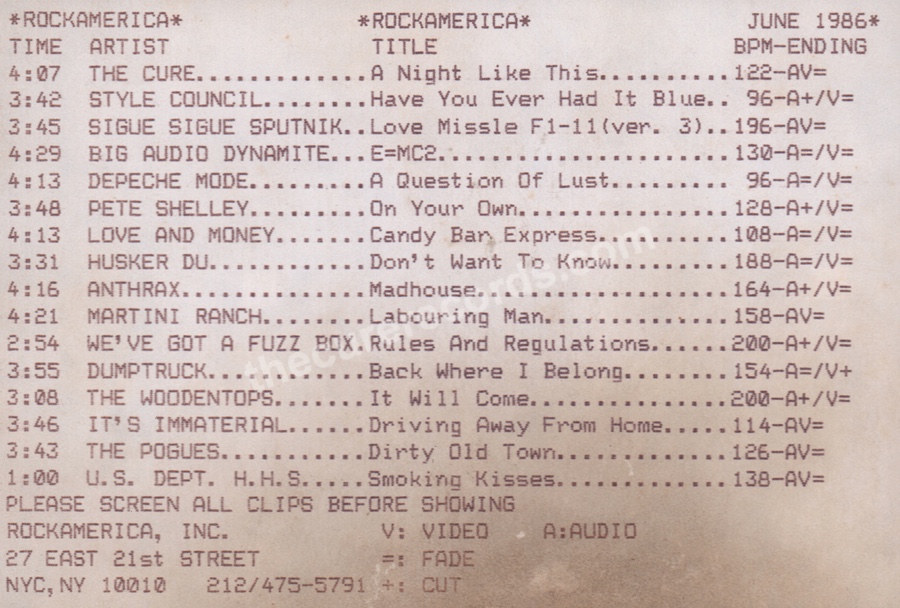 *ROCKAMERICA* *ROCKAMERICA* JUNE 1986*
TIME ARTIST TITLE BPM-ENDING
4:07 THE CURE.............A Night Like This..........122-AV=
3:42 STYLE COUNCIL........Have You Ever Had It Blue.. 96-A+/V=
3:45 SIGUE SIGUE SPUTNIK..Love Missle F1-11(ver. 3)..196-AV=
4:29 BIG AUDIO DYNAMITE...E=MC2......................130-A=/V=
4:13 DEPECHE MODE.........A Question Of Lust......... 96-A=/V=
3:48 PETE SHELLEY.........On Your Own................128-A+/V=
4:13 LOVE AND MONEY.......Candy Bar Express..........108-A=/V=
3:31 HUSKER DU............Don't Want To Know.........188-A=/V=
4:16 ANTHRAX..............Madhouse...................164-A+/V=
4:21 MARTINI RANCH........Labouring Man..............158-AV=
2:54 WE'VE GOT A FUZZ BOX.Rules And Regulations......200-A+/V=
3:55 DUMPTRUCK............Back Where I Belong........154-A=/V+
3:08 THE WOODENTOPS.......It Will Come...............200-A+/V=
3:46 IT'S IMMATERIAL......Driving Away From Home.....114-AV=
3:43 THE POGUES...........Dirty Old Town.............126-AV=
1:00 U.S. DEPT. H.H.S.....Smoking Kisses.............138-AV=
PLEASE SCREEN ALL CLIPS BEFORE SHOWING
ROCKAMERICA, INC. V: VIDEO A:AUDIO
27 EAST 21st STREET =: FADE
NYC,NY 10010 212/475-5791 +: CUT
thecurerecords.com